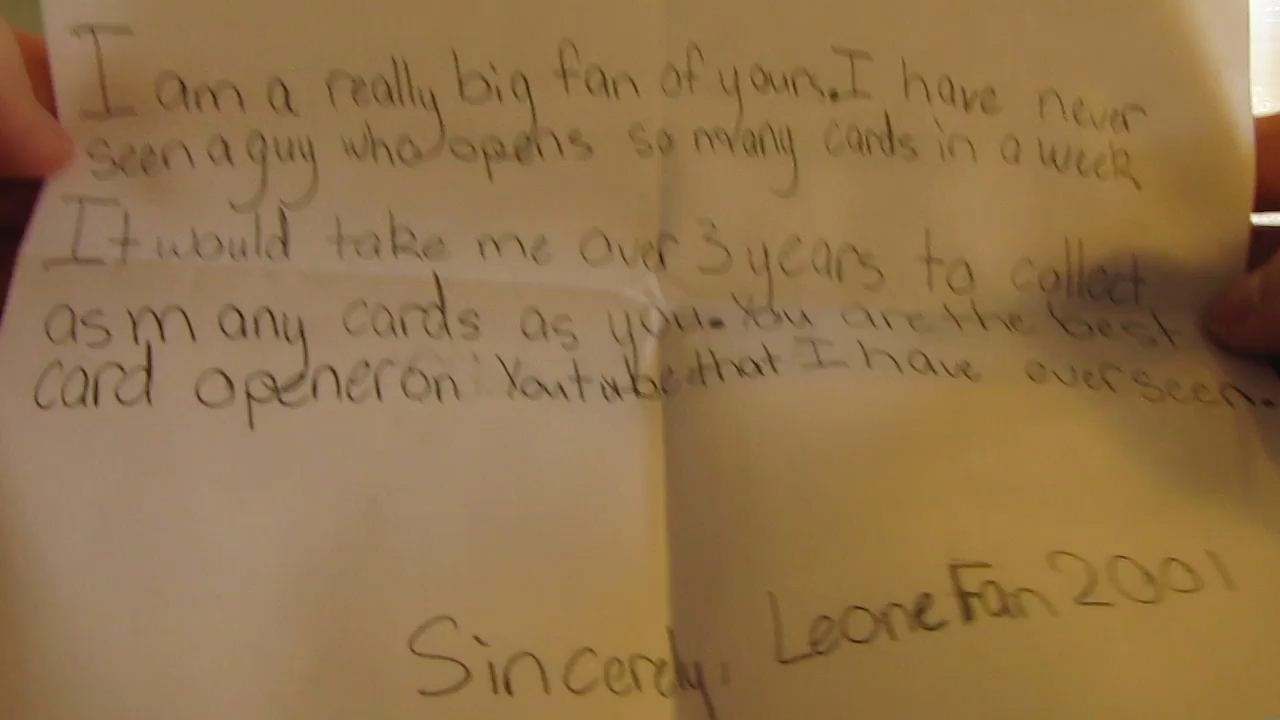 I am a really big fan of yours. I have never
seen a guy who opens so many cards in a week
It would take me over 3 years to collect
as many cards as you. You are the best
card opener on Youtube that I have over seen.
Sincerely, LeoneFan2001